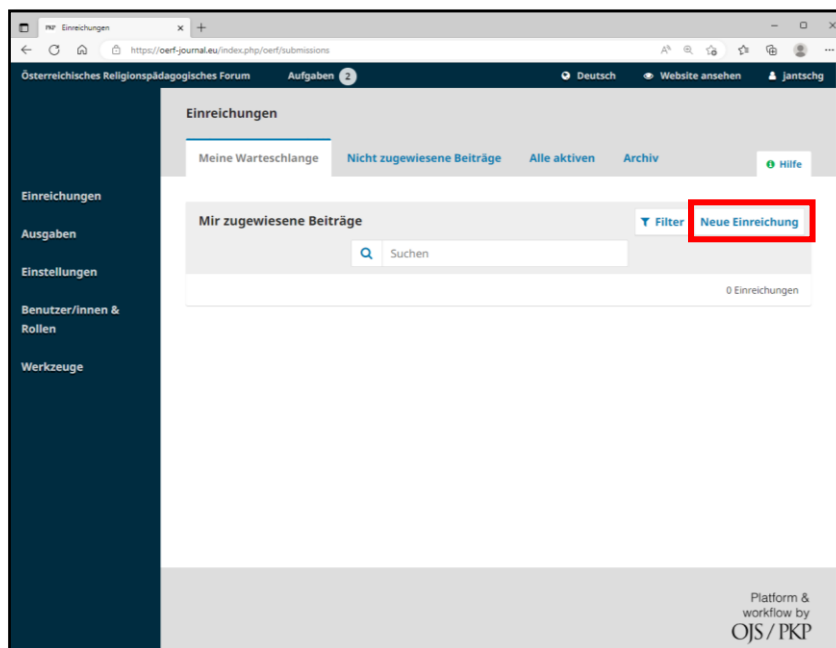 PKP Einreichungen
https://oerf-journal.eu/index.php/oerf/submissions
Österreichisches Religionspädagogisches Forum Aufgaben 2 Deutsch Website ansehen jantschg
Einreichungen
Meine Warteschlange Nicht zugewiesene Beiträge Alle aktiven Archiv Hilfe
Einreichungen
Ausgaben
Einstellungen
Benutzer/innen &
Rollen
Werkzeuge
Mir zugewiesene Beiträge Filter Neue Einreichung
Suchen
0 Einreichungen
Platform &
workflow by
OJS / PKP